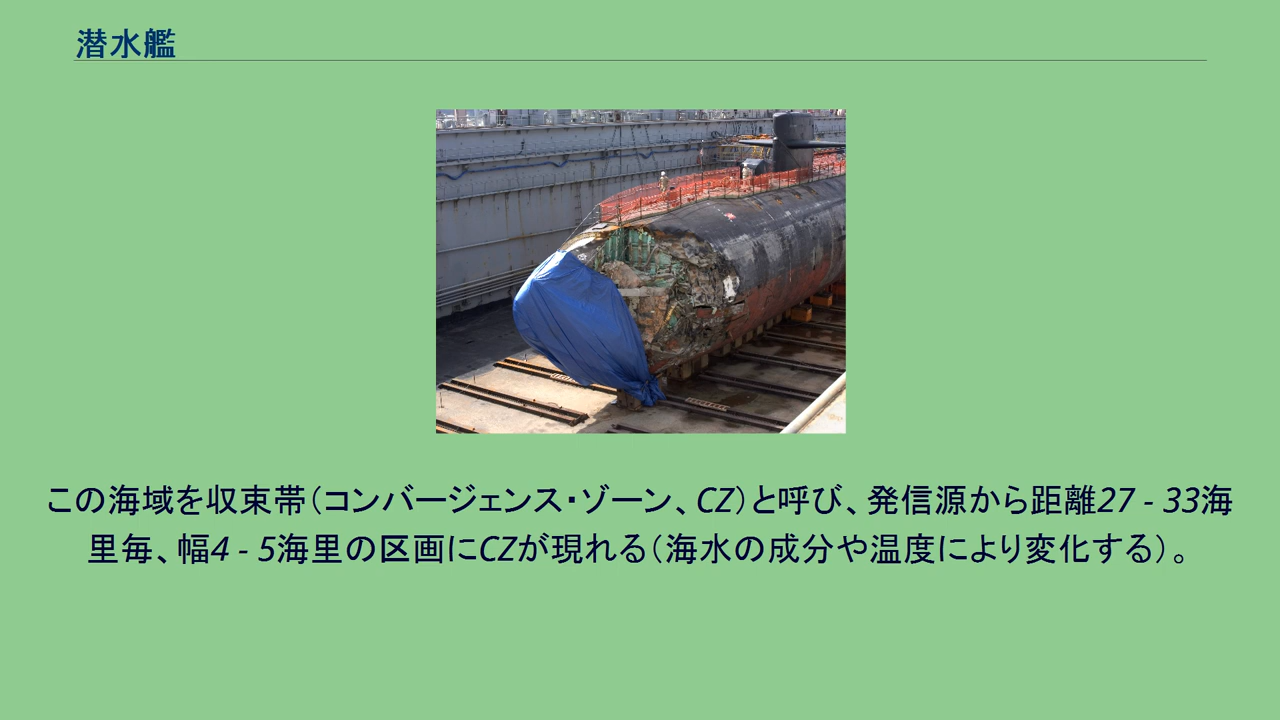 潜水艦
この海域を収束帯（コンバージェンス・ゾーン、CZ）と呼び、発信源から距離27 - 33海
里毎、幅4 - 5海里の区画にCZが現れる（海水の成分や温度により変化する）。